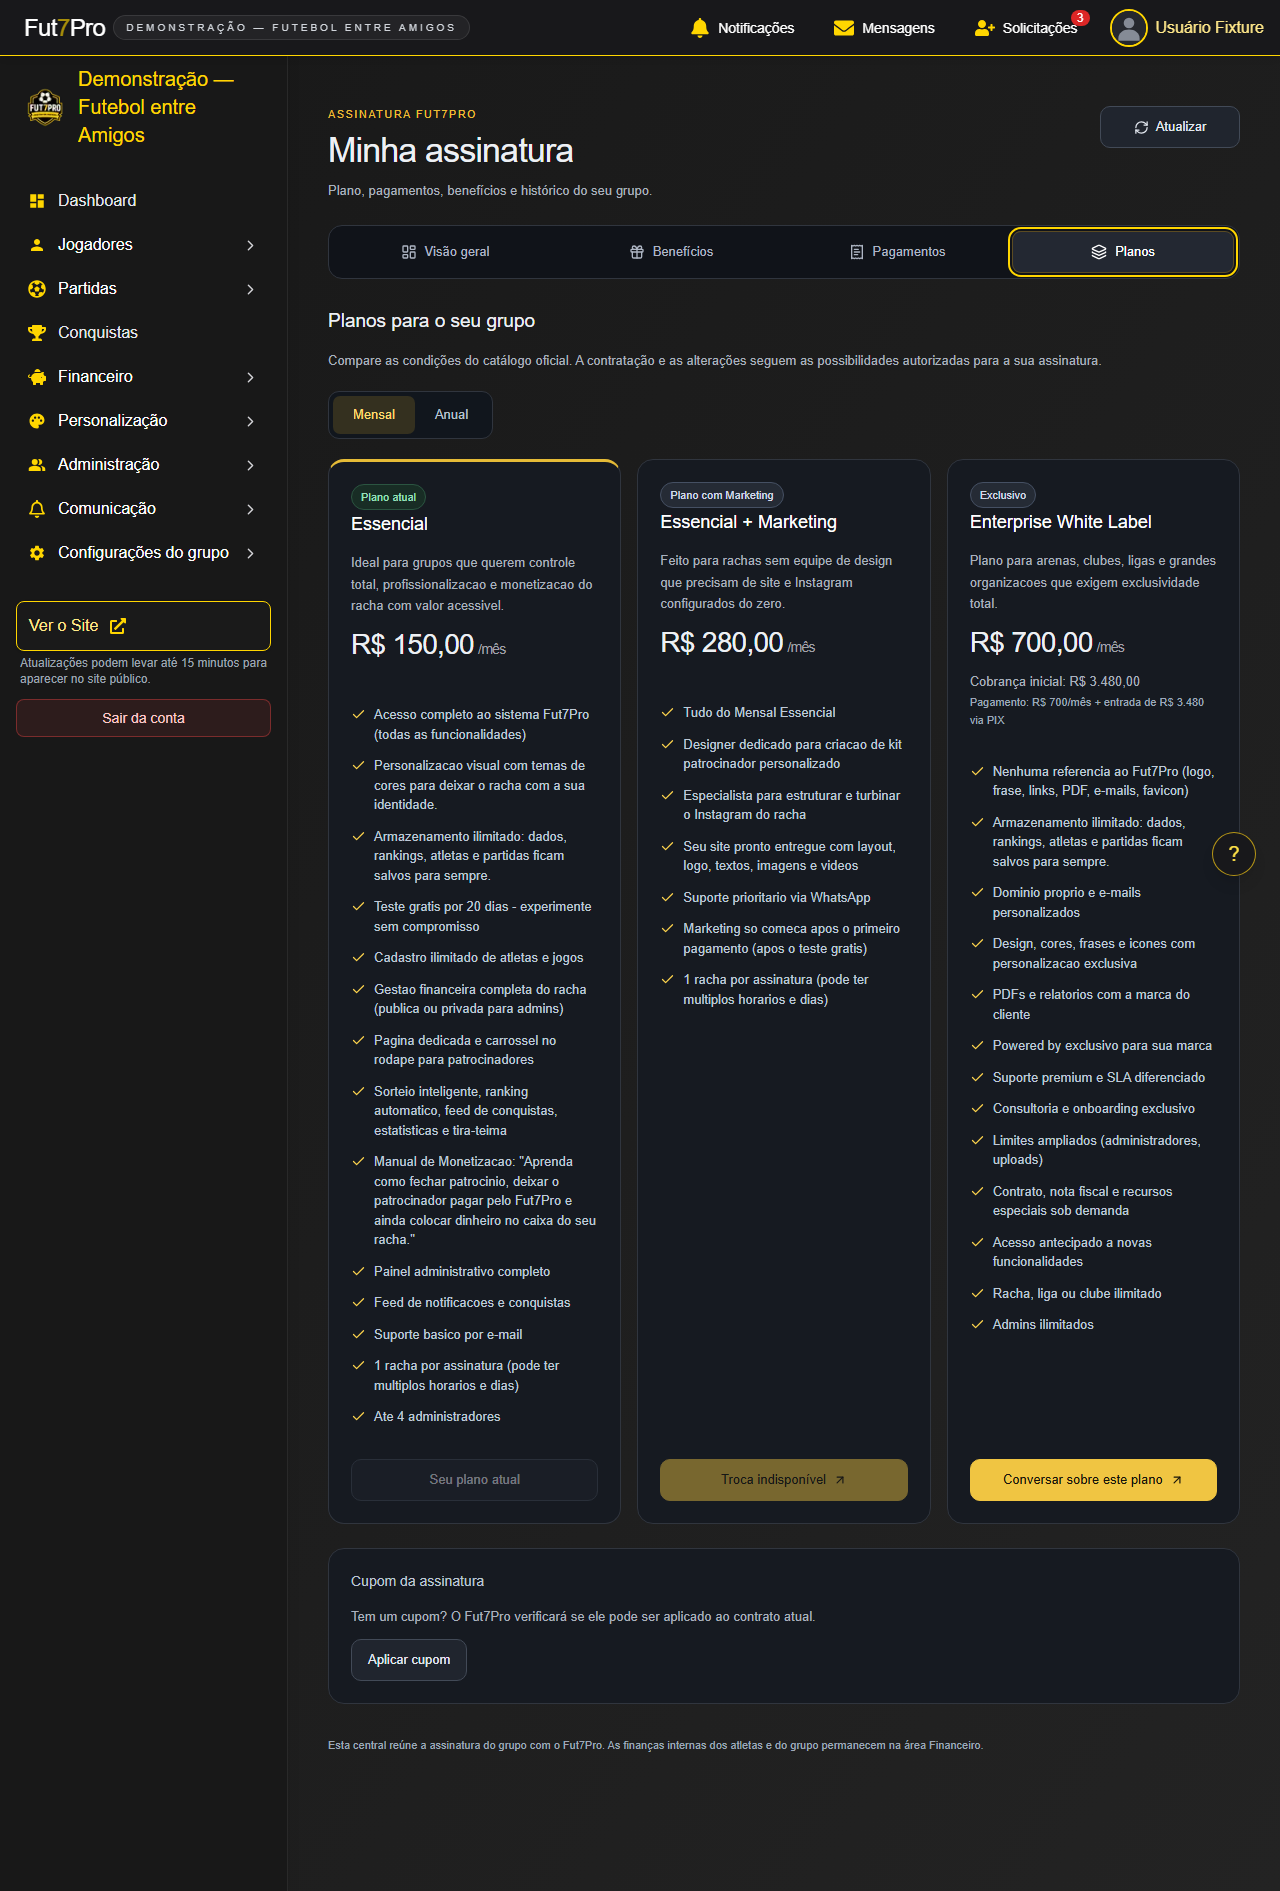 Fut7Pro
DEMONSTRAÇÃO — FUTEBOL ENTRE AMIGOS
Notificações
Mensagens
Solicitações
3
Usuário Fixture
FUT7PRO
Demonstração —
Futebol entre
Amigos
Dashboard
Jogadores
Partidas
Conquistas
Financeiro
Personalização
Administração
Comunicação
Configurações do grupo
Ver o Site
Atualizações podem levar até 15 minutos para
aparecer no site público.
Sair da conta
ASSINATURA FUT7PRO
Minha assinatura
Plano, pagamentos, benefícios e histórico do seu grupo.
Atualizar
Visão geral
Benefícios
Pagamentos
Planos
Planos para o seu grupo
Compare as condições do catálogo oficial. A contratação e as alterações seguem as possibilidades autorizadas para a sua assinatura.
Mensal
Anual
Plano atual
Essencial
Ideal para grupos que querem controle
total, profissionalizacao e monetizacao do
racha com valor acessivel.
R$ 150,00 /mês
Acesso completo ao sistema Fut7Pro
(todas as funcionalidades)
Personalizacao visual com temas de
cores para deixar o racha com a sua
identidade.
Armazenamento ilimitado: dados,
rankings, atletas e partidas ficam
salvos para sempre.
Teste gratis por 20 dias - experimente
sem compromisso
Cadastro ilimitado de atletas e jogos
Gestao financeira completa do racha
(publica ou privada para admins)
Pagina dedicada e carrossel no
rodape para patrocinadores
Sorteio inteligente, ranking
automatico, feed de conquistas,
estatisticas e tira-teima
Manual de Monetizacao: "Aprenda
como fechar patrocinio, deixar o
patrocinador pagar pelo Fut7Pro e
ainda colocar dinheiro no caixa do seu
racha."
Painel administrativo completo
Feed de notificacoes e conquistas
Suporte basico por e-mail
1 racha por assinatura (pode ter
multiplos horarios e dias)
Ate 4 administradores
Seu plano atual
Plano com Marketing
Essencial + Marketing
Feito para rachas sem equipe de design
que precisam de site e Instagram
configurados do zero.
R$ 280,00 /mês
Tudo do Mensal Essencial
Designer dedicado para criacao de kit
patrocinador personalizado
Especialista para estruturar e turbinar
o Instagram do racha
Seu site pronto entregue com layout,
logo, textos, imagens e videos
Suporte prioritario via WhatsApp
Marketing so comeca apos o primeiro
pagamento (apos o teste gratis)
1 racha por assinatura (pode ter
multiplos horarios e dias)
Troca indisponível
Exclusivo
Enterprise White Label
Plano para arenas, clubes, ligas e grandes
organizacoes que exigem exclusividade
total.
R$ 700,00 /mês
Cobrança inicial: R$ 3.480,00
Pagamento: R$ 700/mês + entrada de R$ 3.480
via PIX
Nenhuma referencia ao Fut7Pro (logo,
frase, links, PDF, e-mails, favicon)
Armazenamento ilimitado: dados,
rankings, atletas e partidas ficam
salvos para sempre.
Dominio proprio e e-mails
personalizados
Design, cores, frases e icones com
personalizacao exclusiva
PDFs e relatorios com a marca do
cliente
Powered by exclusivo para sua marca
Suporte premium e SLA diferenciado
Consultoria e onboarding exclusivo
Limites ampliados (administradores,
uploads)
Contrato, nota fiscal e recursos
especiais sob demanda
Acesso antecipado a novas
funcionalidades
Racha, liga ou clube ilimitado
Admins ilimitados
Conversar sobre este plano
?
Cupom da assinatura
Tem um cupom? O Fut7Pro verificará se ele pode ser aplicado ao contrato atual.
Aplicar cupom
Esta central reúne a assinatura do grupo com o Fut7Pro. As finanças internas dos atletas e do grupo permanecem na área Financeiro.